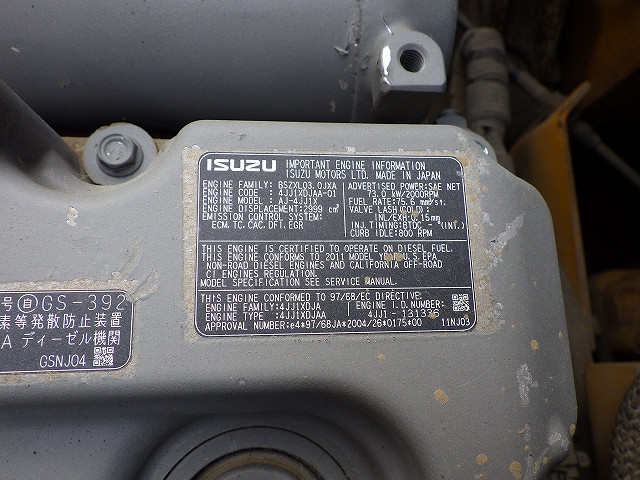 ISUZU IMPORTANT ENGINE INFORMATION
ISUZU MOTORS LTD. MADE IN JAPAN
ENGINE FAMILY: BSZXL03.0JXA
ENGINE CODE : 4JJ1XDJAA-01
ENGINE MODEL : AJ-4JJ1X
ENGINE DISPLACEMENT:2999 cm³
EMISSION CONTROL SYSTEM:
ECM, TC, CAC, DFI, EGR
ADVERTISED POWER:SAE NET
73.0 kW/2000RPM
FUEL RATE:75.6 mm³/st.
VALVE LASH(COLD):
IN/EXH:0.15mm
INJ.TIMING:BTDC - °(INT.)
CURB IDLE:800 RPM
THIS ENGINE IS CERTIFIED TO OPERATE ON DIESEL FUEL.
THIS ENGINE CONFORMS TO 2011 MODEL U.S.EPA
NON-ROAD DIESEL ENGINES AND CALIFORNIA OFF-ROAD
CI ENGINES REGULATION.
MODEL SPECIFICATION SEE SERVICE MANUAL.
THIS ENGINE CONFORMED TO 97/68/EC DIRECTIVE:
ENGINE FAMILY:4JJ1XDJA
ENGINE TYPE :4JJ1XDJAA
ENGINE I.D.NUMBER:
4JJ1 - 131336
APPROVAL NUMBER:e4*97/68JA*2004/26*0175*00 11NJ03
号 自 GS-392
素等発散防止装置
A ディーゼル機関
GSNJ04